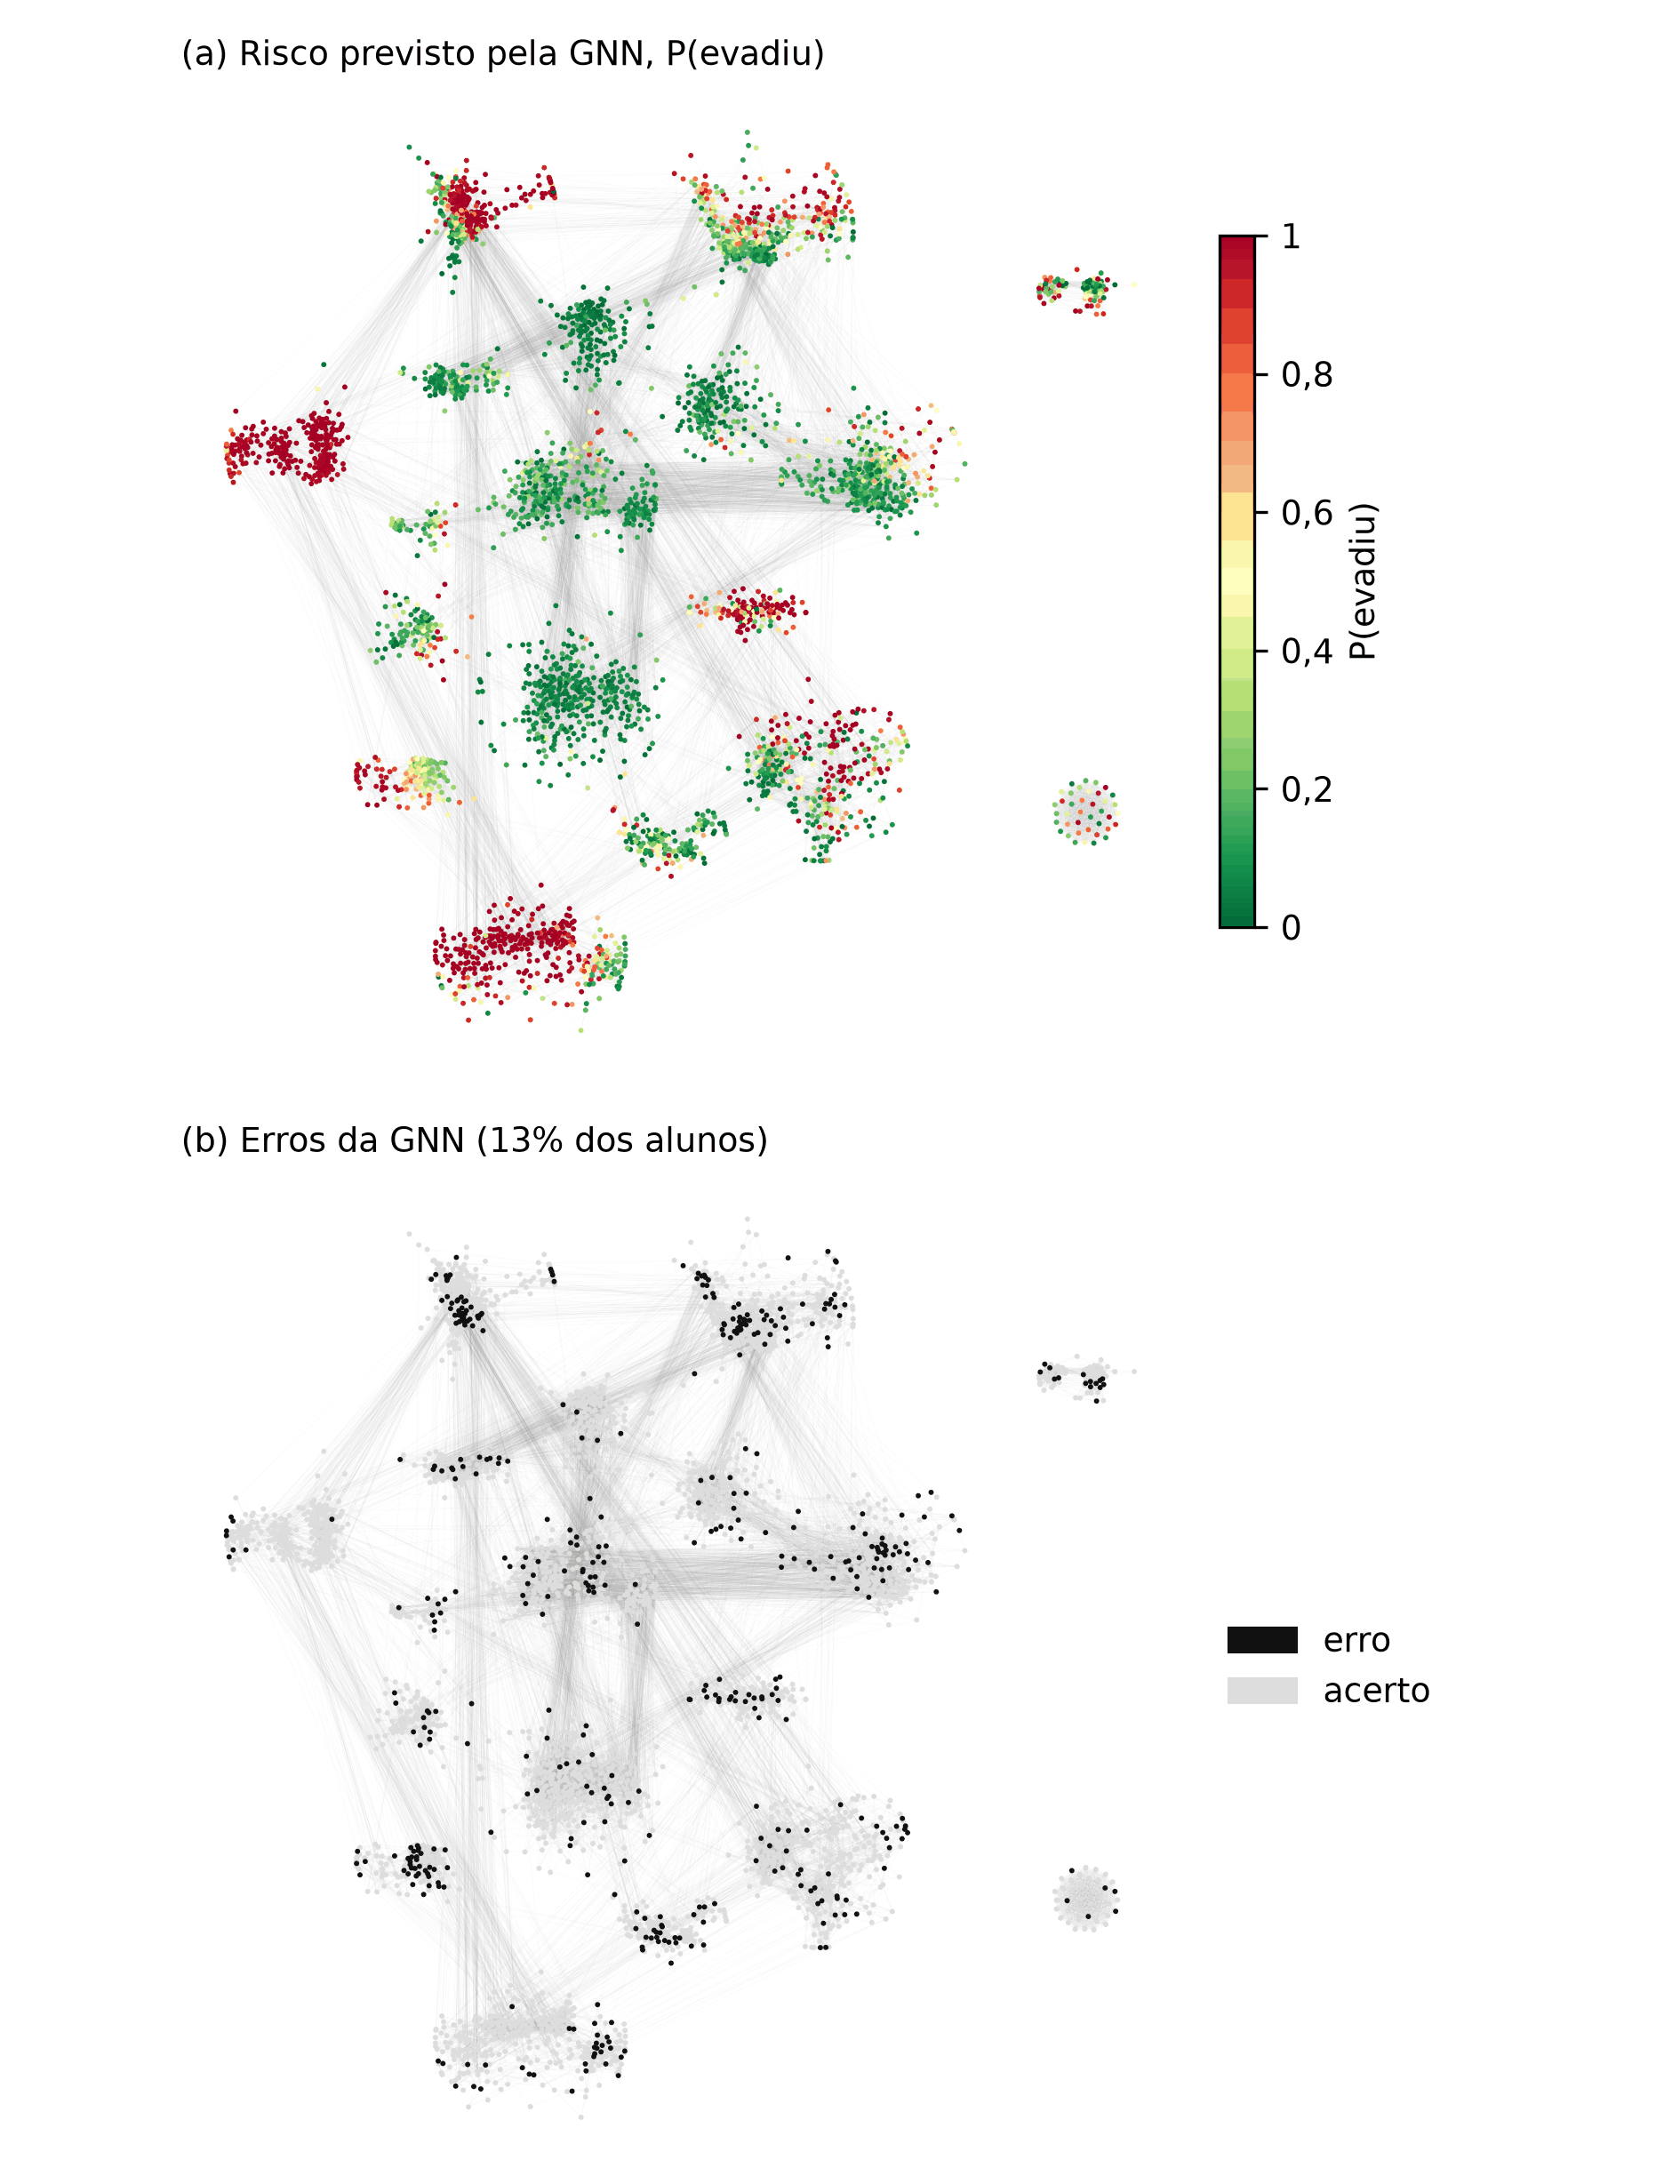 (a) Risco previsto pela GNN, P(evadiu)
1
0,8
0,6
0,4
0,2
0
P(evadiu)
(b) Erros da GNN (13% dos alunos)
erro
acerto